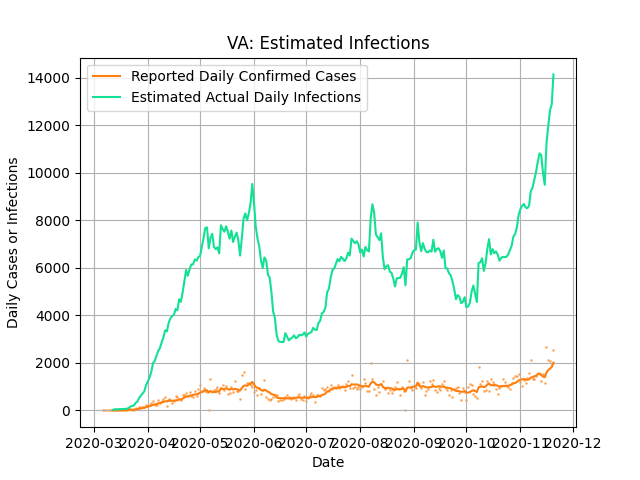 VA: Estimated Infections
Reported Daily Confirmed Cases
Estimated Actual Daily Infections
14000
12000
10000
8000
6000
4000
2000
0
Daily Cases or Infections
2020-03 2020-04 2020-05 2020-06 2020-07 2020-08 2020-09 2020-10 2020-11 2020-12
Date